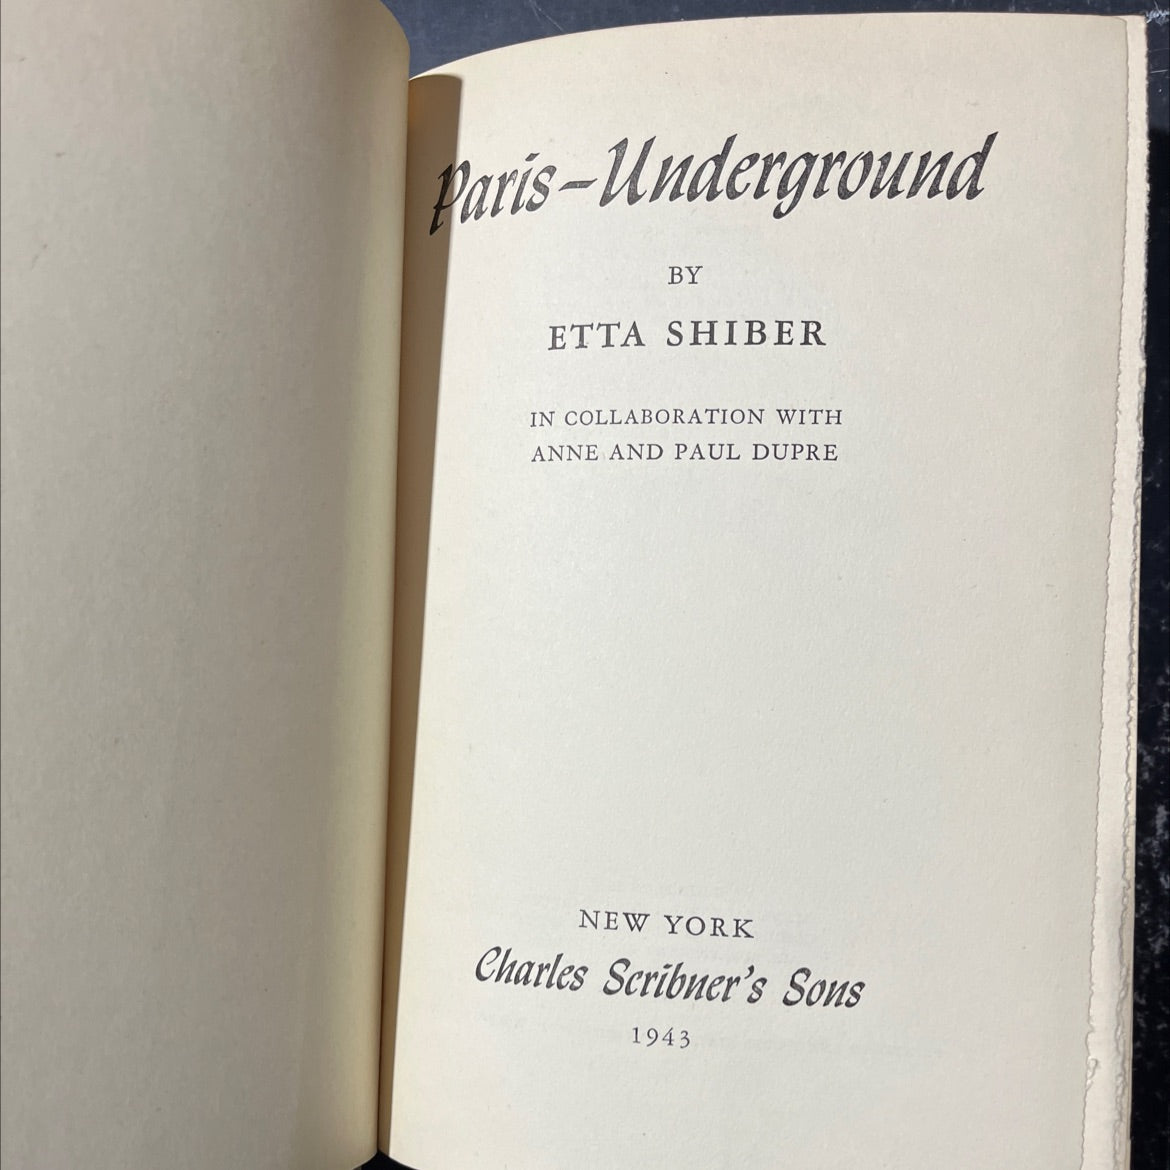 Paris–Underground
BY
ETTA SHIBER
IN COLLABORATION WITH
ANNE AND PAUL DUPRE
NEW YORK
Charles Scribner's Sons
1943